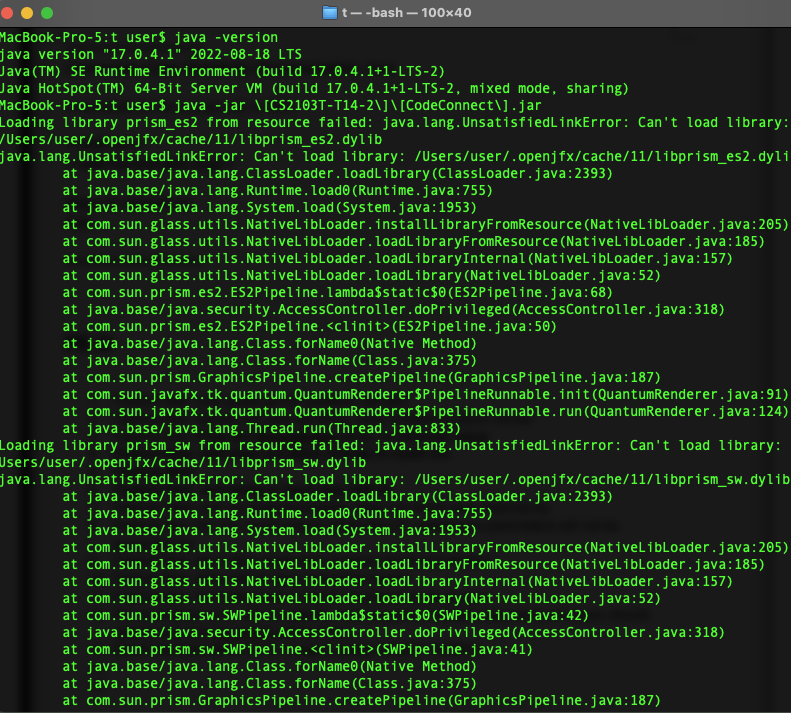 t — -bash — 100×40
MacBook-Pro-5:t user$ java -version
java version "17.0.4.1" 2022-08-18 LTS
Java(TM) SE Runtime Environment (build 17.0.4.1+1-LTS-2)
Java HotSpot(TM) 64-Bit Server VM (build 17.0.4.1+1-LTS-2, mixed mode, sharing)
MacBook-Pro-5:t user$ java -jar \[CS2103T-T14-2\]\[CodeConnect\].jar
Loading library prism_es2 from resource failed: java.lang.UnsatisfiedLinkError: Can't load library:
/Users/user/.openjfx/cache/11/libprism_es2.dylib
java.lang.UnsatisfiedLinkError: Can't load library: /Users/user/.openjfx/cache/11/libprism_es2.dyli
at java.base/java.lang.ClassLoader.loadLibrary(ClassLoader.java:2393)
at java.base/java.lang.Runtime.load0(Runtime.java:755)
at java.base/java.lang.System.load(System.java:1953)
at com.sun.glass.utils.NativeLibLoader.installLibraryFromResource(NativeLibLoader.java:205)
at com.sun.glass.utils.NativeLibLoader.loadLibraryFromResource(NativeLibLoader.java:185)
at com.sun.glass.utils.NativeLibLoader.loadLibraryInternal(NativeLibLoader.java:157)
at com.sun.glass.utils.NativeLibLoader.loadLibrary(NativeLibLoader.java:52)
at com.sun.prism.es2.ES2Pipeline.lambda$static$0(ES2Pipeline.java:68)
at java.base/java.security.AccessController.doPrivileged(AccessController.java:318)
at com.sun.prism.es2.ES2Pipeline.<clinit>(ES2Pipeline.java:50)
at java.base/java.lang.Class.forName0(Native Method)
at java.base/java.lang.Class.forName(Class.java:375)
at com.sun.prism.GraphicsPipeline.createPipeline(GraphicsPipeline.java:187)
at com.sun.javafx.tk.quantum.QuantumRenderer$PipelineRunnable.init(QuantumRenderer.java:91)
at com.sun.javafx.tk.quantum.QuantumRenderer$PipelineRunnable.run(QuantumRenderer.java:124)
at java.base/java.lang.Thread.run(Thread.java:833)
Loading library prism_sw from resource failed: java.lang.UnsatisfiedLinkError: Can't load library:
Users/user/.openjfx/cache/11/libprism_sw.dylib
java.lang.UnsatisfiedLinkError: Can't load library: /Users/user/.openjfx/cache/11/libprism_sw.dylib
at java.base/java.lang.ClassLoader.loadLibrary(ClassLoader.java:2393)
at java.base/java.lang.Runtime.load0(Runtime.java:755)
at java.base/java.lang.System.load(System.java:1953)
at com.sun.glass.utils.NativeLibLoader.installLibraryFromResource(NativeLibLoader.java:205)
at com.sun.glass.utils.NativeLibLoader.loadLibraryFromResource(NativeLibLoader.java:185)
at com.sun.glass.utils.NativeLibLoader.loadLibraryInternal(NativeLibLoader.java:157)
at com.sun.glass.utils.NativeLibLoader.loadLibrary(NativeLibLoader.java:52)
at com.sun.prism.sw.SWPipeline.lambda$static$0(SWPipeline.java:42)
at java.base/java.security.AccessController.doPrivileged(AccessController.java:318)
at com.sun.prism.sw.SWPipeline.<clinit>(SWPipeline.java:41)
at java.base/java.lang.Class.forName0(Native Method)
at java.base/java.lang.Class.forName(Class.java:375)
at com.sun.prism.GraphicsPipeline.createPipeline(GraphicsPipeline.java:187)